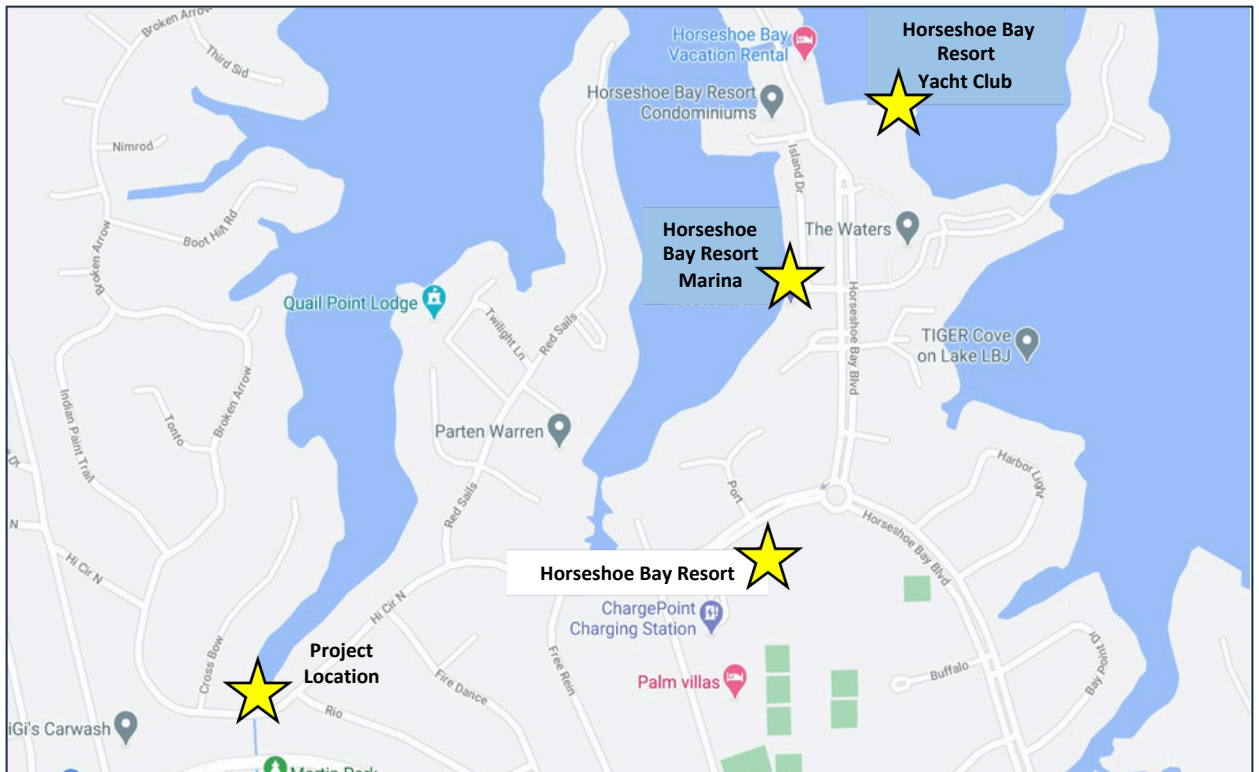 Broken Arrow
Third Sid
Horseshoe Bay
Vacation Rental
Horseshoe Bay
Resort
Yacht Club
Horseshoe Bay Resort
Condominiums
Nimrod
Island Dr
Boot Hill Rd
Broken Arrow
Horseshoe
Bay Resort
Marina
The Waters
Quail Point Lodge
Twilight Ln
Red Sails
Horseshoe Bay Blvd
TIGER Cove
on Lake LBJ
Indian Paint Trail
Tonto
Broken Arrow
Parten Warren
Harbor Light
Port
Red Sails
N
Horseshoe Bay Blvd
Hi Cir N
Horseshoe Bay Resort
Hi Cir N
ChargePoint
Charging Station
Cross Bow
Project
Location
Free Rein
Fire Dance
Palm villas
Buffalo
Bay Point Dr
Rio
iGi's Carwash
Martin Park